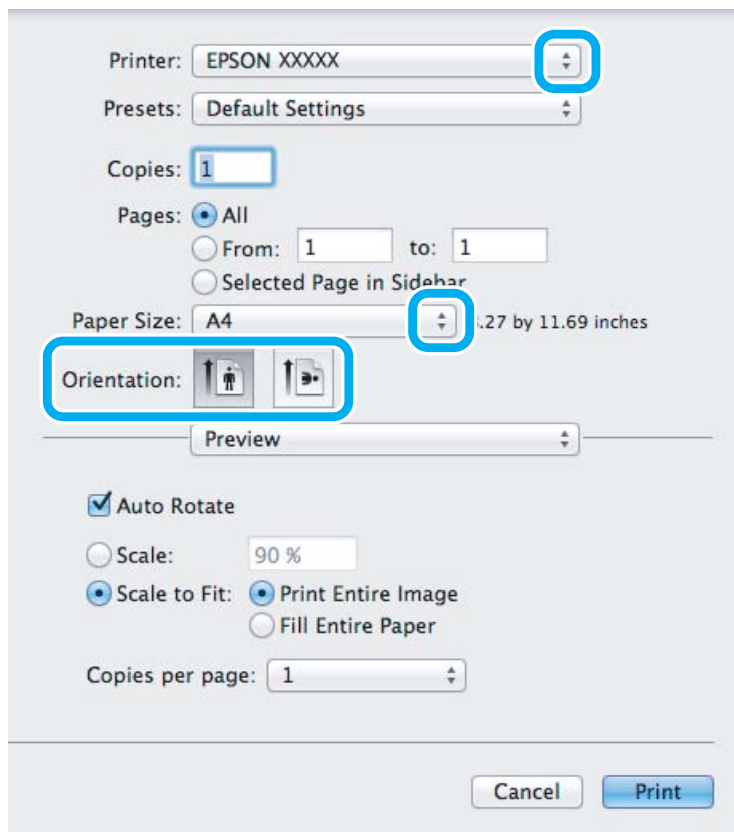 Printer: EPSON XXXXX
Presets: Default Settings
Copies: 1
Pages: All
From: 1 to: 1
Selected Page in Sidebar
Paper Size: A4 .27 by 11.69 inches
Orientation:
Preview
Auto Rotate
Scale: 90 %
Scale to Fit: Print Entire Image
Fill Entire Paper
Copies per page: 1
Cancel Print